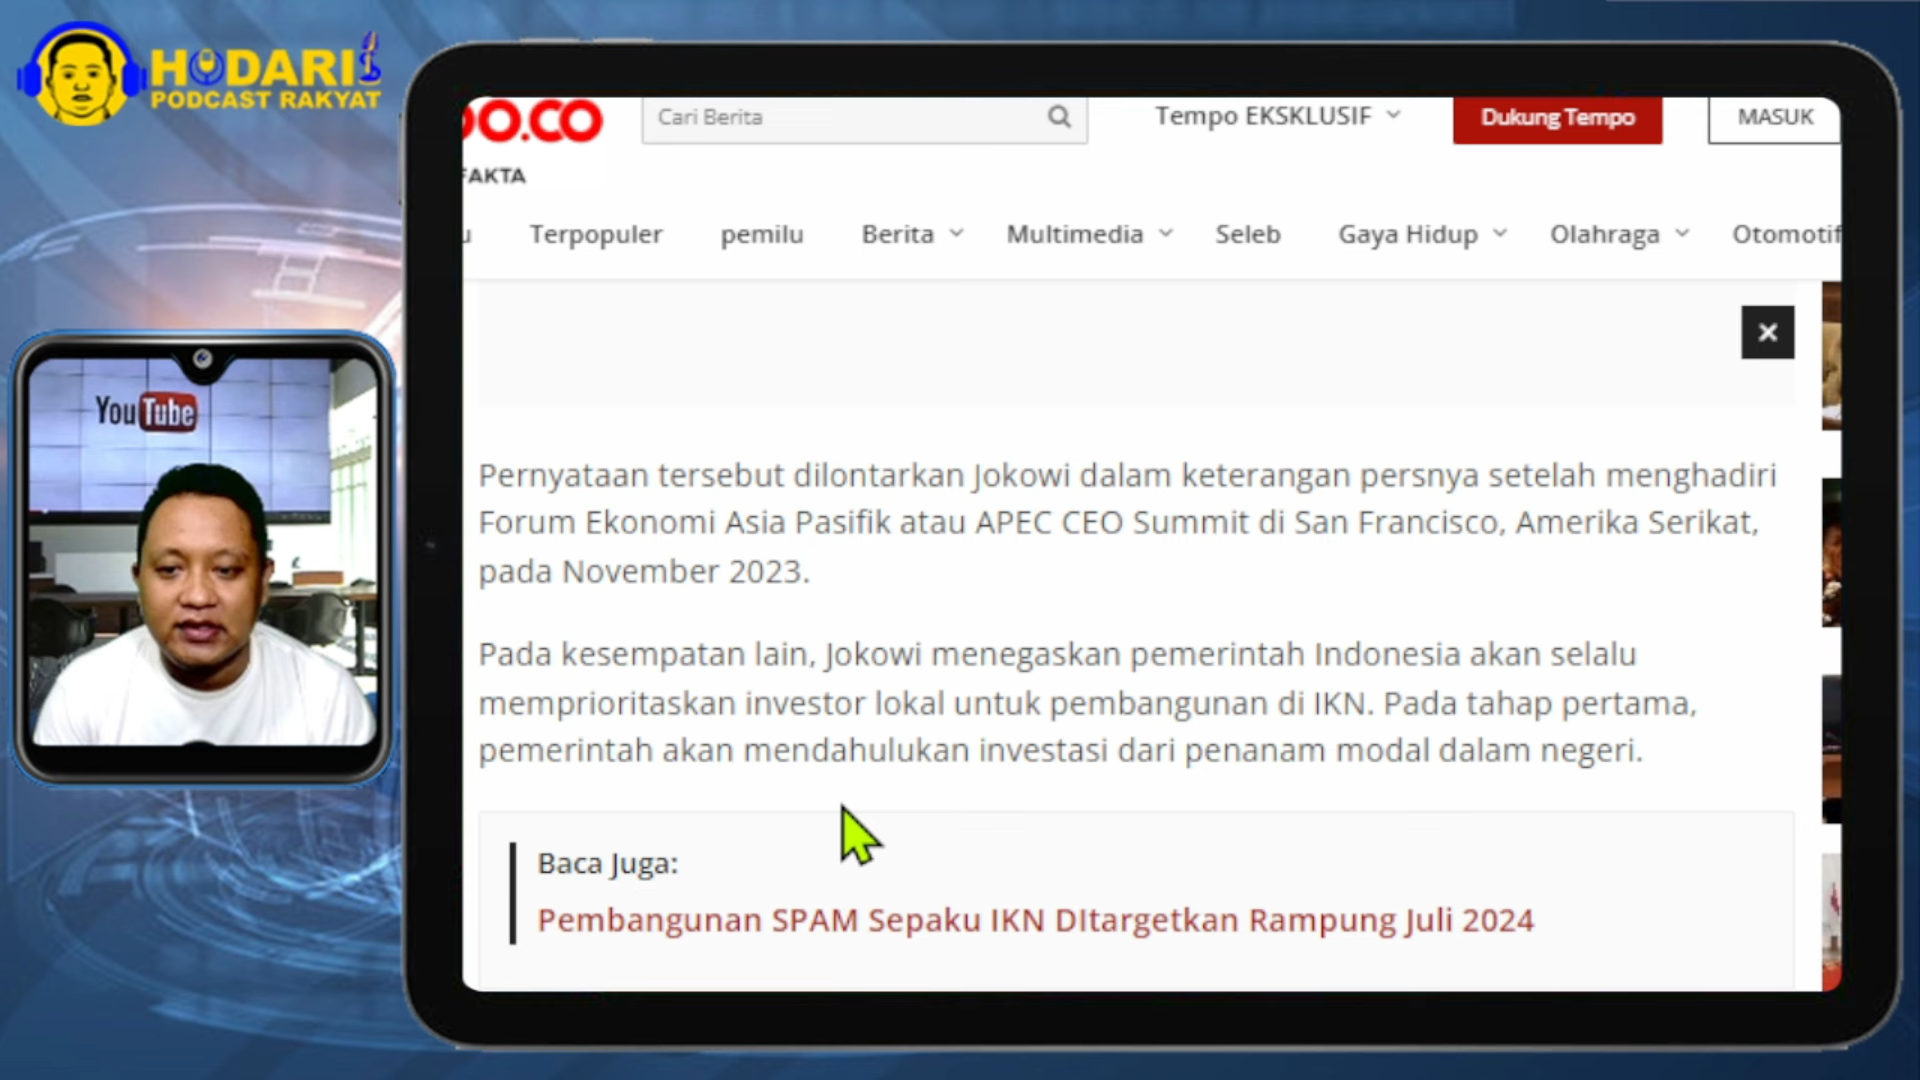 HODARI
PODCAST RAKYAT
YouTube
O.CO
Cari Berita
Tempo EKSKLUSIF
Dukung Tempo
MASUK
FAKTA
Terpopuler
pemilu
Berita
Multimedia
Seleb
Gaya Hidup
Olahraga
Otomotif
Pernyataan tersebut dilontarkan Jokowi dalam keterangan persnya setelah menghadiri
Forum Ekonomi Asia Pasifik atau APEC CEO Summit di San Francisco, Amerika Serikat,
pada November 2023.
Pada kesempatan lain, Jokowi menegaskan pemerintah Indonesia akan selalu
memprioritaskan investor lokal untuk pembangunan di IKN. Pada tahap pertama,
pemerintah akan mendahulukan investasi dari penanam modal dalam negeri.
Baca Juga:
Pembangunan SPAM Sepaku IKN DItargetkan Rampung Juli 2024